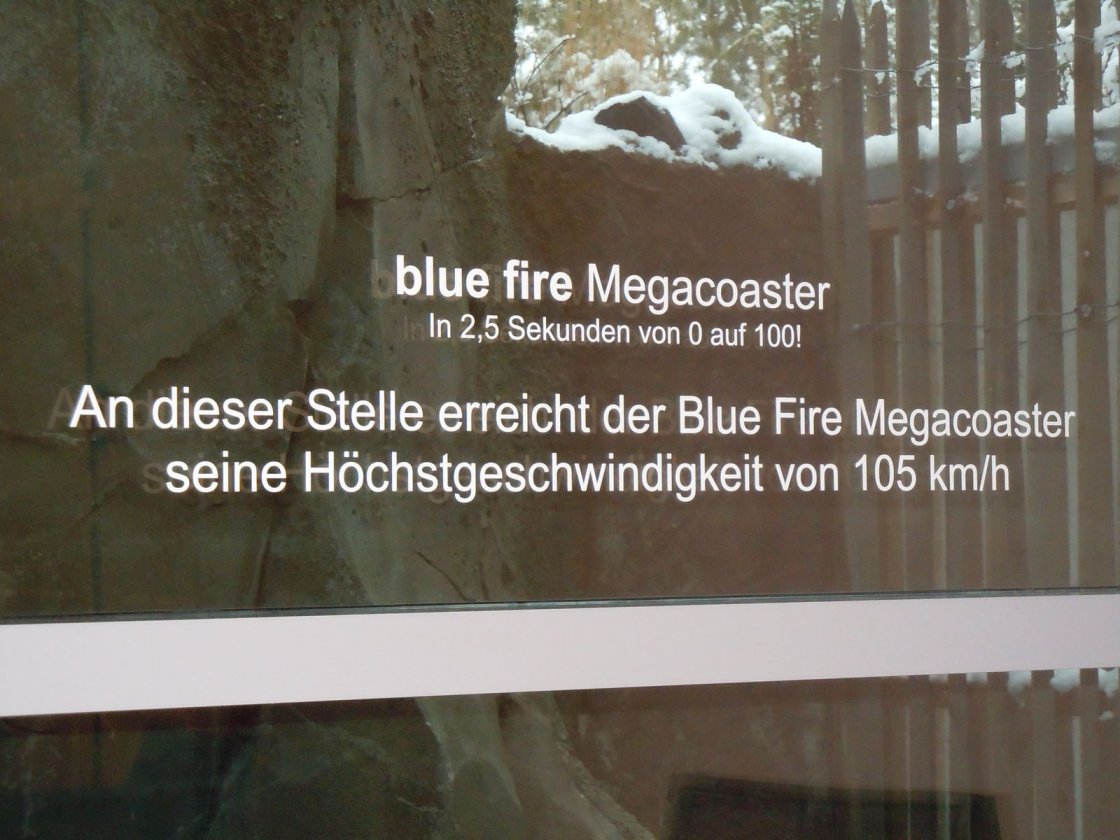 blue fire Megacoaster
In 2,5 Sekunden von 0 auf 100!
An dieser Stelle erreicht der Blue Fire Megacoaster
seine Höchstgeschwindigkeit von 105 km/h